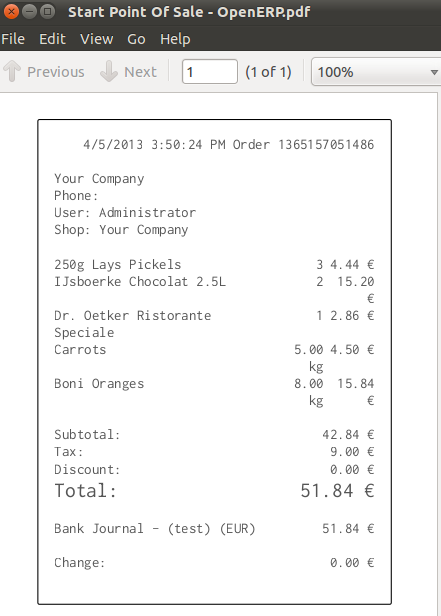 Start Point Of Sale - OpenERP.pdf
File Edit View Go Help
Previous Next 1 (1 of 1) 100%
4/5/2013 3:50:24 PM Order 1365157051486
Your Company
Phone:
User: Administrator
Shop: Your Company
250g Lays Pickels 3 4.44 €
IJsboerke Chocolat 2.5L 2 15.20
€
Dr. Oetker Ristorante 1 2.86 €
Speciale
Carrots 5.00 4.50 €
kg
Boni Oranges 8.00 15.84
kg €
Subtotal: 42.84 €
Tax: 9.00 €
Discount: 0.00 €
Total: 51.84 €
Bank Journal - (test) (EUR) 51.84 €
Change: 0.00 €